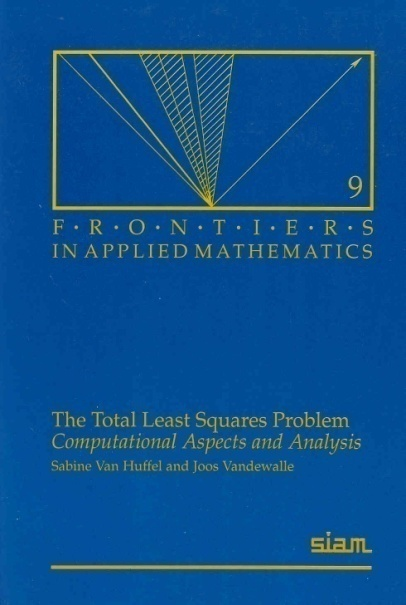 9
F·R·O·N·T·I·E·R·S
IN APPLIED MATHEMATICS
The Total Least Squares Problem
Computational Aspects and Analysis
Sabine Van Huffel and Joos Vandewalle
siam